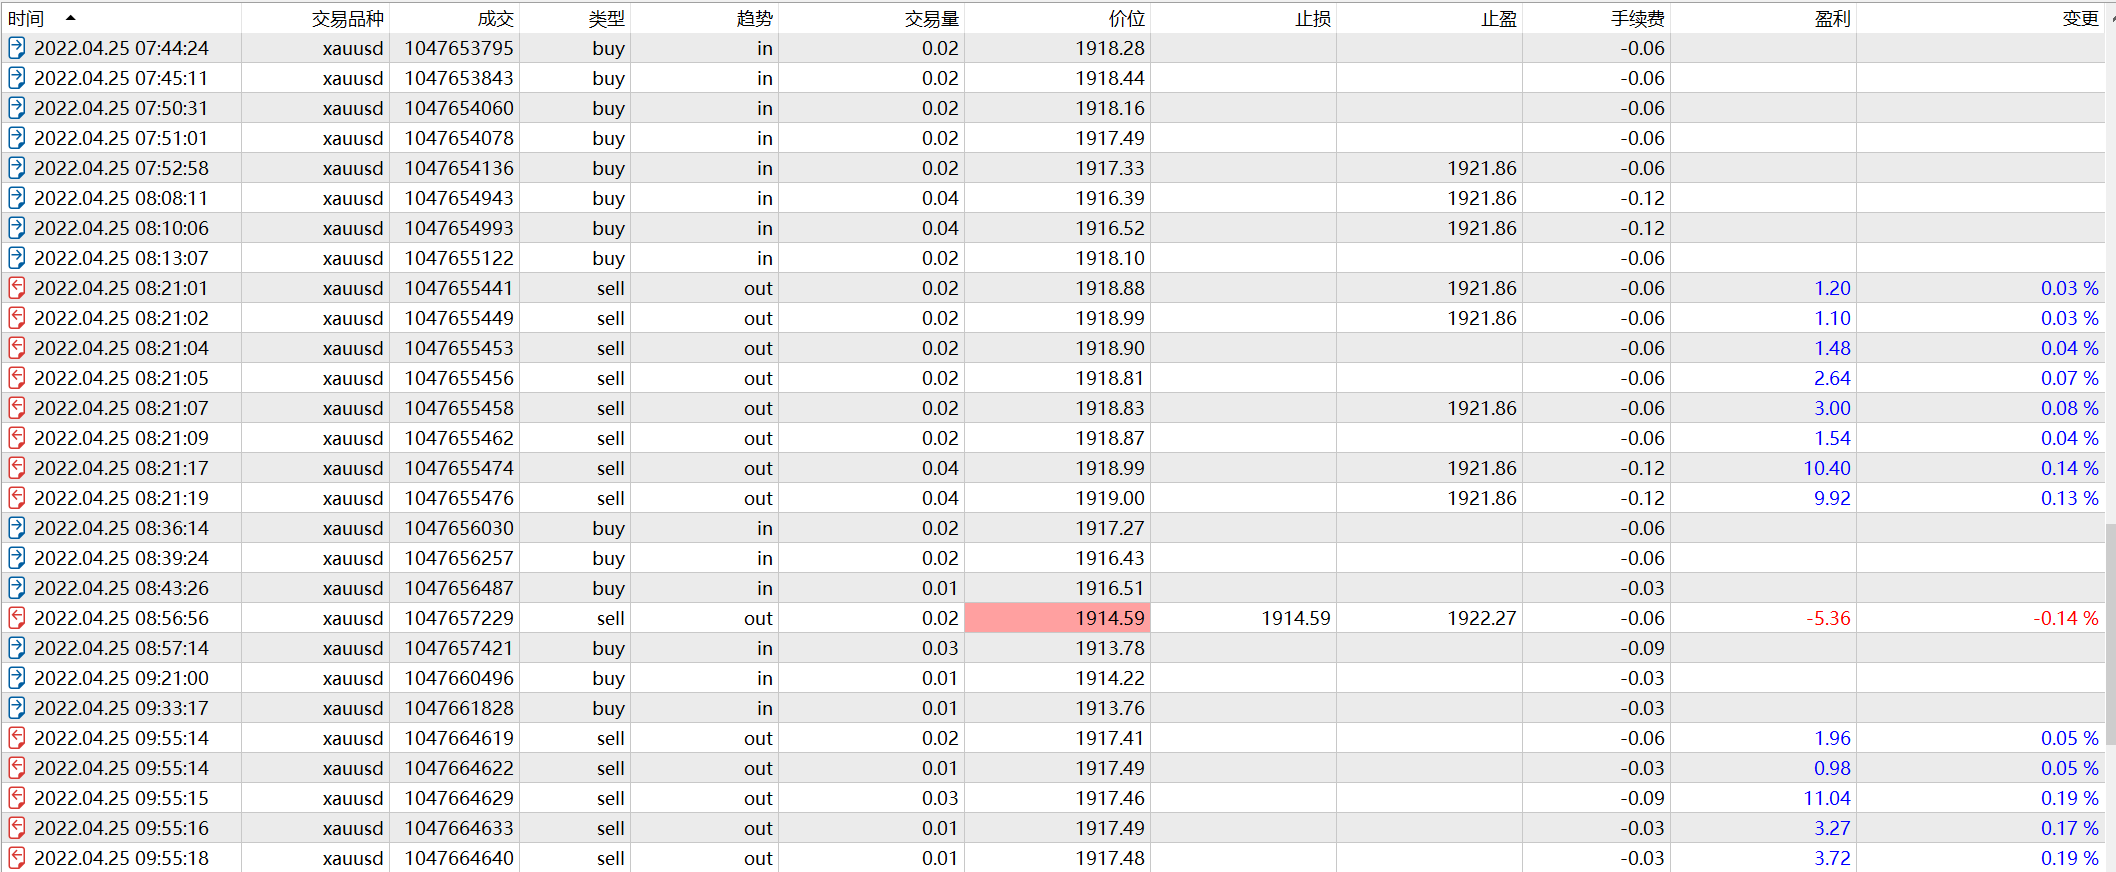 时间 交易品种 成交 类型 趋势 交易量 价位 止损 止盈 手续费 盈利 变更
2022.04.25 07:44:24 xauusd 1047653795 buy in 0.02 1918.28 -0.06
2022.04.25 07:45:11 xauusd 1047653843 buy in 0.02 1918.44 -0.06
2022.04.25 07:50:31 xauusd 1047654060 buy in 0.02 1918.16 -0.06
2022.04.25 07:51:01 xauusd 1047654078 buy in 0.02 1917.49 -0.06
2022.04.25 07:52:58 xauusd 1047654136 buy in 0.02 1917.33 1921.86 -0.06
2022.04.25 08:08:11 xauusd 1047654943 buy in 0.04 1916.39 1921.86 -0.12
2022.04.25 08:10:06 xauusd 1047654993 buy in 0.04 1916.52 1921.86 -0.12
2022.04.25 08:13:07 xauusd 1047655122 buy in 0.02 1918.10 -0.06
2022.04.25 08:21:01 xauusd 1047655441 sell out 0.02 1918.88 1921.86 -0.06 1.20 0.03 %
2022.04.25 08:21:02 xauusd 1047655449 sell out 0.02 1918.99 1921.86 -0.06 1.10 0.03 %
2022.04.25 08:21:04 xauusd 1047655453 sell out 0.02 1918.90 -0.06 1.48 0.04 %
2022.04.25 08:21:05 xauusd 1047655456 sell out 0.02 1918.81 -0.06 2.64 0.07 %
2022.04.25 08:21:07 xauusd 1047655458 sell out 0.02 1918.83 1921.86 -0.06 3.00 0.08 %
2022.04.25 08:21:09 xauusd 1047655462 sell out 0.02 1918.87 -0.06 1.54 0.04 %
2022.04.25 08:21:17 xauusd 1047655474 sell out 0.04 1918.99 1921.86 -0.12 10.40 0.14 %
2022.04.25 08:21:19 xauusd 1047655476 sell out 0.04 1919.00 1921.86 -0.12 9.92 0.13 %
2022.04.25 08:36:14 xauusd 1047656030 buy in 0.02 1917.27 -0.06
2022.04.25 08:39:24 xauusd 1047656257 buy in 0.02 1916.43 -0.06
2022.04.25 08:43:26 xauusd 1047656487 buy in 0.01 1916.51 -0.03
2022.04.25 08:56:56 xauusd 1047657229 sell out 0.02 1914.59 1914.59 1922.27 -0.06 -5.36 -0.14 %
2022.04.25 08:57:14 xauusd 1047657421 buy in 0.03 1913.78 -0.09
2022.04.25 09:21:00 xauusd 1047660496 buy in 0.01 1914.22 -0.03
2022.04.25 09:33:17 xauusd 1047661828 buy in 0.01 1913.76 -0.03
2022.04.25 09:55:14 xauusd 1047664619 sell out 0.02 1917.41 -0.06 1.96 0.05 %
2022.04.25 09:55:14 xauusd 1047664622 sell out 0.01 1917.49 -0.03 0.98 0.05 %
2022.04.25 09:55:15 xauusd 1047664629 sell out 0.03 1917.46 -0.09 11.04 0.19 %
2022.04.25 09:55:16 xauusd 1047664633 sell out 0.01 1917.49 -0.03 3.27 0.17 %
2022.04.25 09:55:18 xauusd 1047664640 sell out 0.01 1917.48 -0.03 3.72 0.19 %